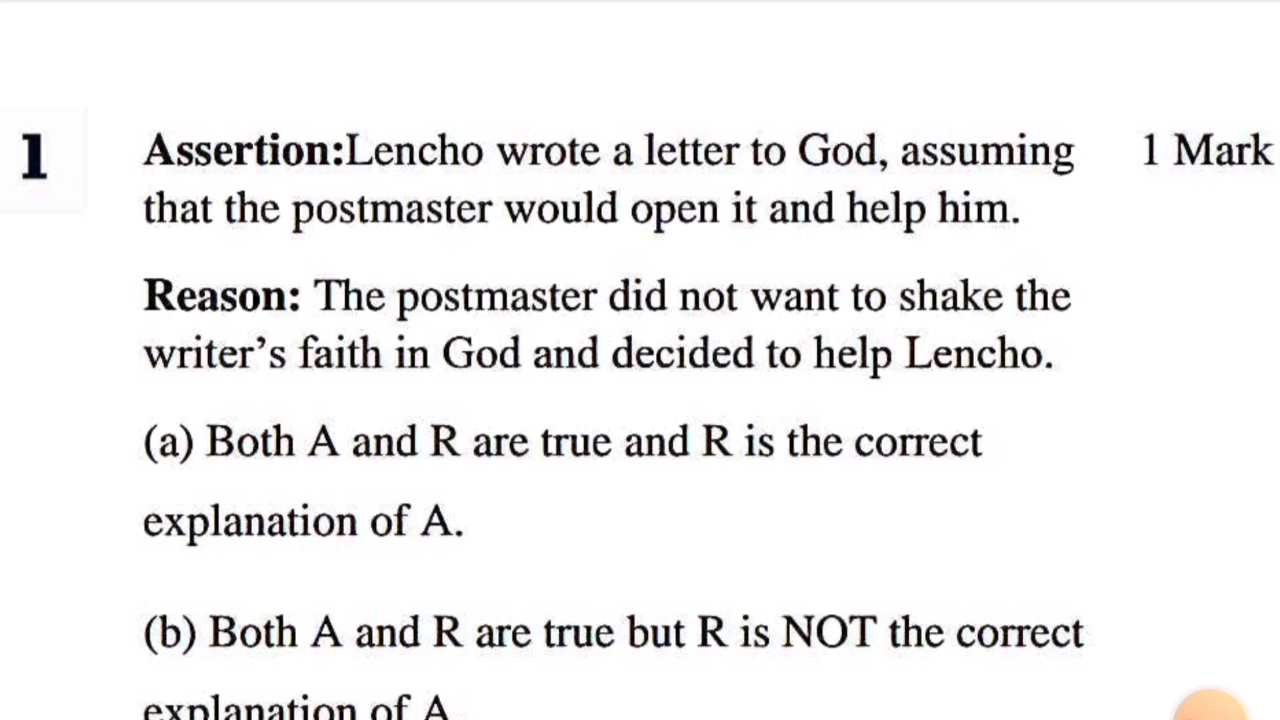 1
Assertion:Lencho wrote a letter to God, assuming 1 Mark
that the postmaster would open it and help him.
Reason: The postmaster did not want to shake the
writer’s faith in God and decided to help Lencho.
(a) Both A and R are true and R is the correct
explanation of A.
(b) Both A and R are true but R is NOT the correct
explanation of A.